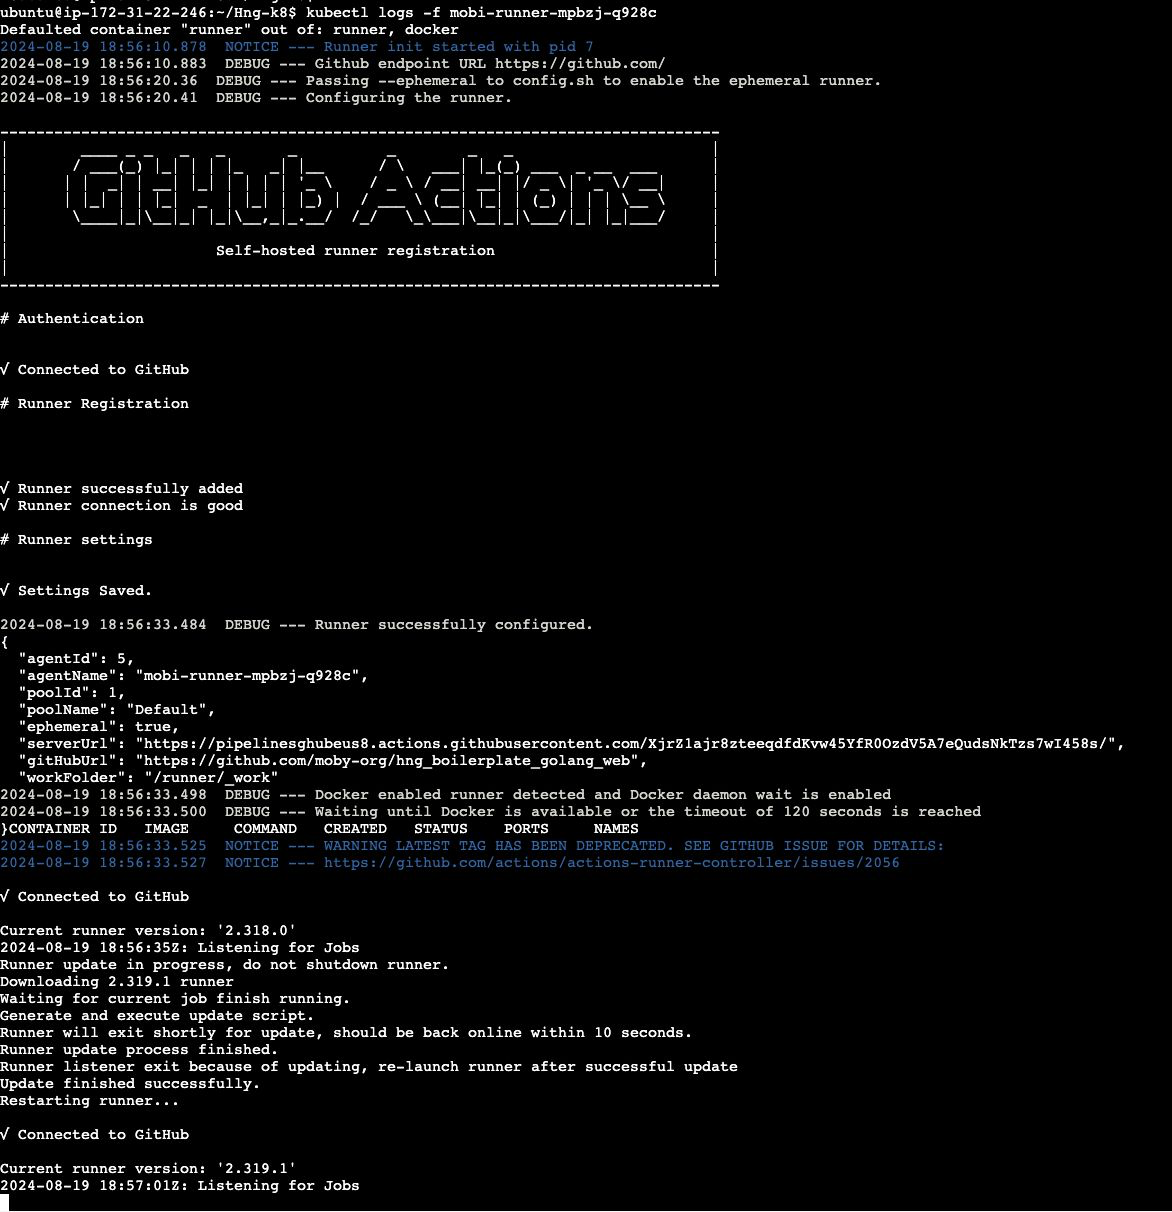 ubuntu@ip-172-31-22-246:~/Hng-k8$ kubectl logs -f mobi-runner-mpbzj-q928c
Defaulted container "runner" out of: runner, docker
2024-08-19 18:56:10.878  NOTICE --- Runner init started with pid 7
2024-08-19 18:56:10.883  DEBUG --- Github endpoint URL https://github.com/
2024-08-19 18:56:20.36  DEBUG --- Passing --ephemeral to config.sh to enable the ephemeral runner.
2024-08-19 18:56:20.41  DEBUG --- Configuring the runner.
--------------------------------------------------------------------------------
GitHub Actions
Self-hosted runner registration
--------------------------------------------------------------------------------
# Authentication
√ Connected to GitHub
# Runner Registration
√ Runner successfully added
√ Runner connection is good
# Runner settings
√ Settings Saved.
2024-08-19 18:56:33.484  DEBUG --- Runner successfully configured.
{
  "agentId": 5,
  "agentName": "mobi-runner-mpbzj-q928c",
  "poolId": 1,
  "poolName": "Default",
  "ephemeral": true,
  "serverUrl": "https://pipelinesghubeus8.actions.githubusercontent.com/XjrZ1ajr8zteeqdfdKvw45YfR0OzdV5A7eQudsNkTzs7wI458s/",
  "gitHubUrl": "https://github.com/moby-org/hng_boilerplate_golang_web",
  "workFolder": "/runner/_work"
2024-08-19 18:56:33.498  DEBUG --- Docker enabled runner detected and Docker daemon wait is enabled
2024-08-19 18:56:33.500  DEBUG --- Waiting until Docker is available or the timeout of 120 seconds is reached
}CONTAINER ID   IMAGE     COMMAND   CREATED   STATUS    PORTS     NAMES
2024-08-19 18:56:33.525  NOTICE --- WARNING LATEST TAG HAS BEEN DEPRECATED. SEE GITHUB ISSUE FOR DETAILS:
2024-08-19 18:56:33.527  NOTICE --- https://github.com/actions/actions-runner-controller/issues/2056
√ Connected to GitHub
Current runner version: '2.318.0'
2024-08-19 18:56:35Z: Listening for Jobs
Runner update in progress, do not shutdown runner.
Downloading 2.319.1 runner
Waiting for current job finish running.
Generate and execute update script.
Runner will exit shortly for update, should be back online within 10 seconds.
Runner update process finished.
Runner listener exit because of updating, re-launch runner after successful update
Update finished successfully.
Restarting runner...
√ Connected to GitHub
Current runner version: '2.319.1'
2024-08-19 18:57:01Z: Listening for Jobs